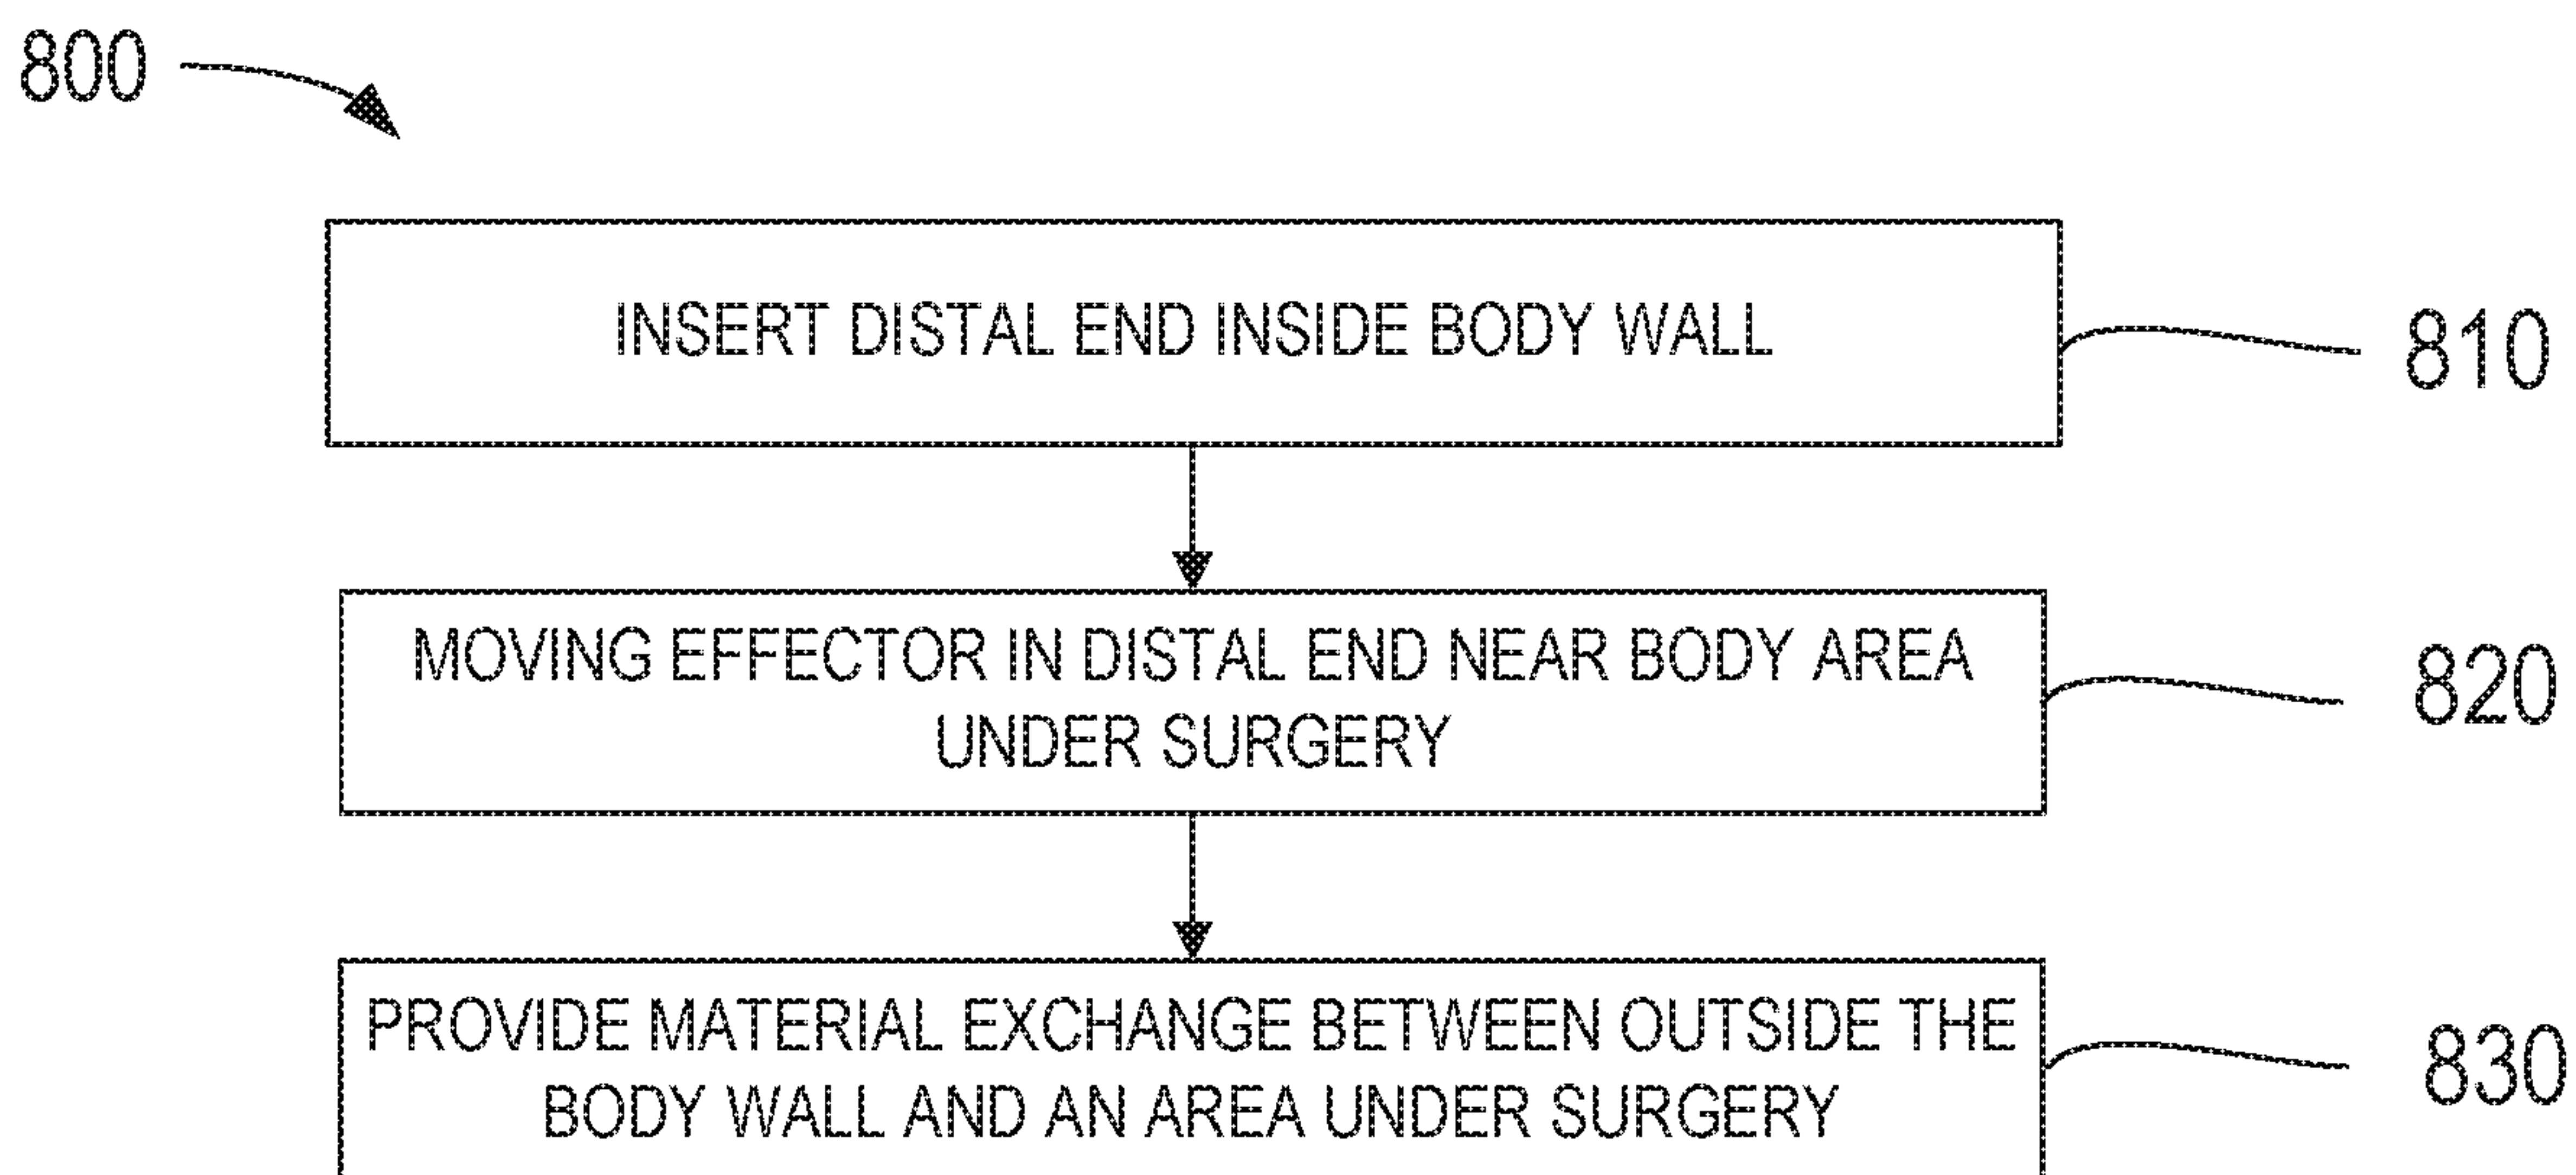 800
INSERT DISTAL END INSIDE BODY WALL
810
MOVING EFFECTOR IN DISTAL END NEAR BODY AREA
UNDER SURGERY
820
PROVIDE MATERIAL EXCHANGE BETWEEN OUTSIDE THE
BODY WALL AND AN AREA UNDER SURGERY
830